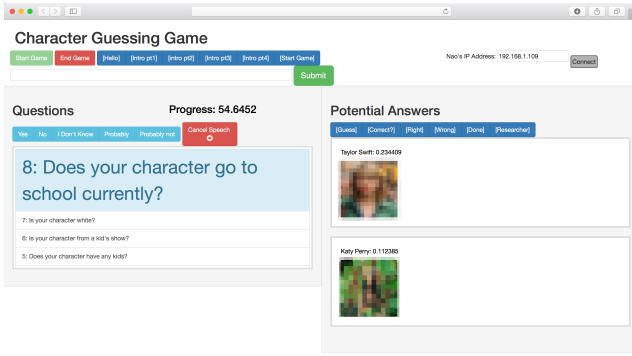 Character Guessing Game
Start Game End Game [Hello] [Intro pt1] [intro pt2] [Intro pt3] [Intro pt4] [Start Game]
Nao's IP Address: 192.168.1.109 Connect
Submit
Questions Progress: 54.6452
Yes No I Don't Know Probably Probably not Cancel Speech
8: Does your character go to
school currently?
7: Is your character white?
6: Is your character from a kid's show?
5: Does your character have any kids?
Potential Answers
[Guess] [Correct?] [Right] [Wrong] [Done] [Researcher]
Taylor Swift: 0.234409
Katy Perry: 0.112385